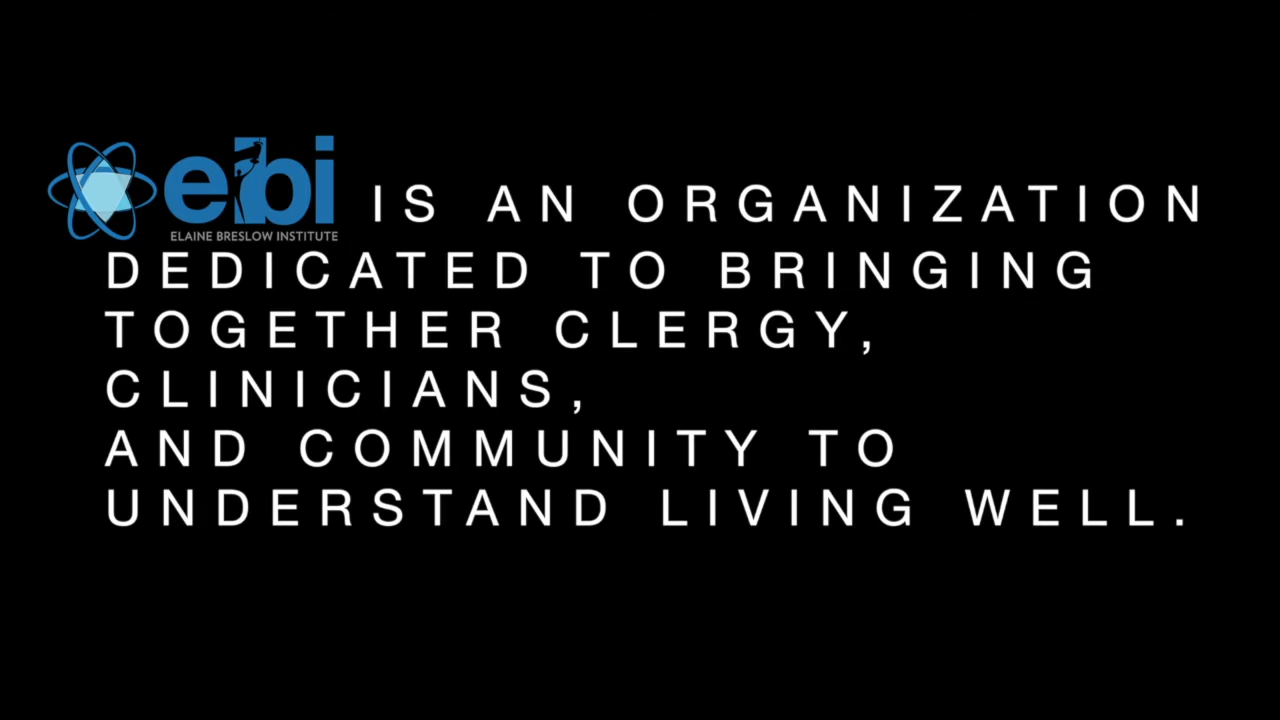 ebi IS AN ORGANIZATION
ELAINE BRESLOW INSTITUTE
DEDICATED TO BRINGING
TOGETHER CLERGY,
CLINICIANS,
AND COMMUNITY TO
UNDERSTAND LIVING WELL.